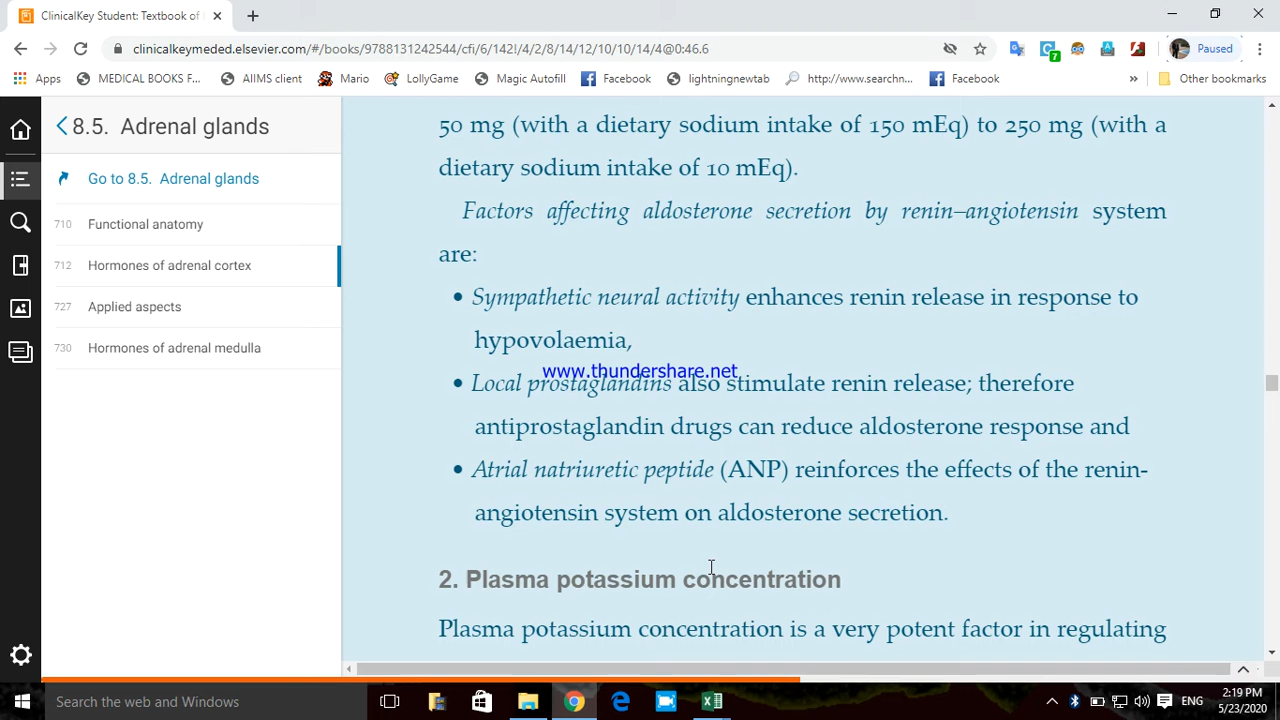 ClinicalKey Student: Textbook of
clinicalkeymeded.elsevier.com/#/books/9788131242544/cfi/6/142!/4/2/8/14/12/10/10/14/4@0:46.6
7
Paused
Apps
MEDICAL BOOKS F...
AIIMS client
Mario
LollyGame
Magic Autofill
Facebook
lightningnewtab
http://www.searchn...
Facebook
»
Other bookmarks
8.5. Adrenal glands
Go to 8.5. Adrenal glands
710 Functional anatomy
712 Hormones of adrenal cortex
727 Applied aspects
730 Hormones of adrenal medulla
50 mg (with a dietary sodium intake of 150 mEq) to 250 mg (with a
dietary sodium intake of 10 mEq).
Factors affecting aldosterone secretion by renin–angiotensin system
are:
• Sympathetic neural activity enhances renin release in response to
hypovolaemia,
www.thundershare.net
• Local prostaglandins also stimulate renin release; therefore
antiprostaglandin drugs can reduce aldosterone response and
• Atrial natriuretic peptide (ANP) reinforces the effects of the renin-
angiotensin system on aldosterone secretion.
2. Plasma potassium concentration
Plasma potassium concentration is a very potent factor in regulating
Search the web and Windows
ENG
2:19 PM
5/23/2020